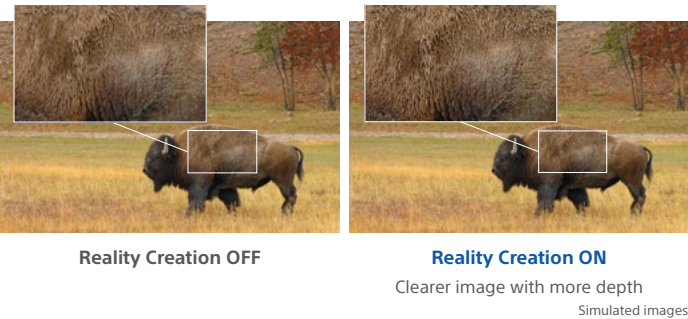 Reality Creation OFF
Reality Creation ON
Clearer image with more depth
Simulated images